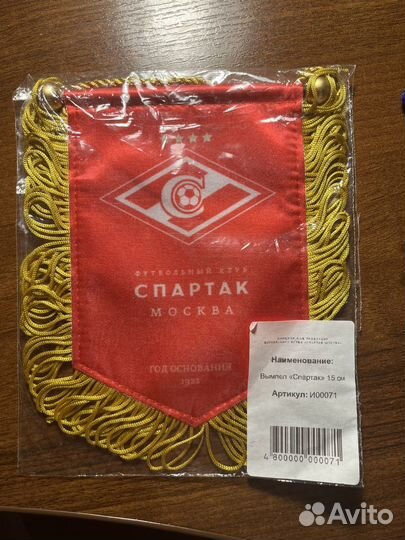 С
ФУТБОЛЬНЫЙ КЛУБ
СПАРТАК
МОСКВА
ГОД ОСНОВАНИЯ
1922
Наименование:
Вымпел «Спартак» 15 см
Артикул: И00071
4 800000 000071
Avito